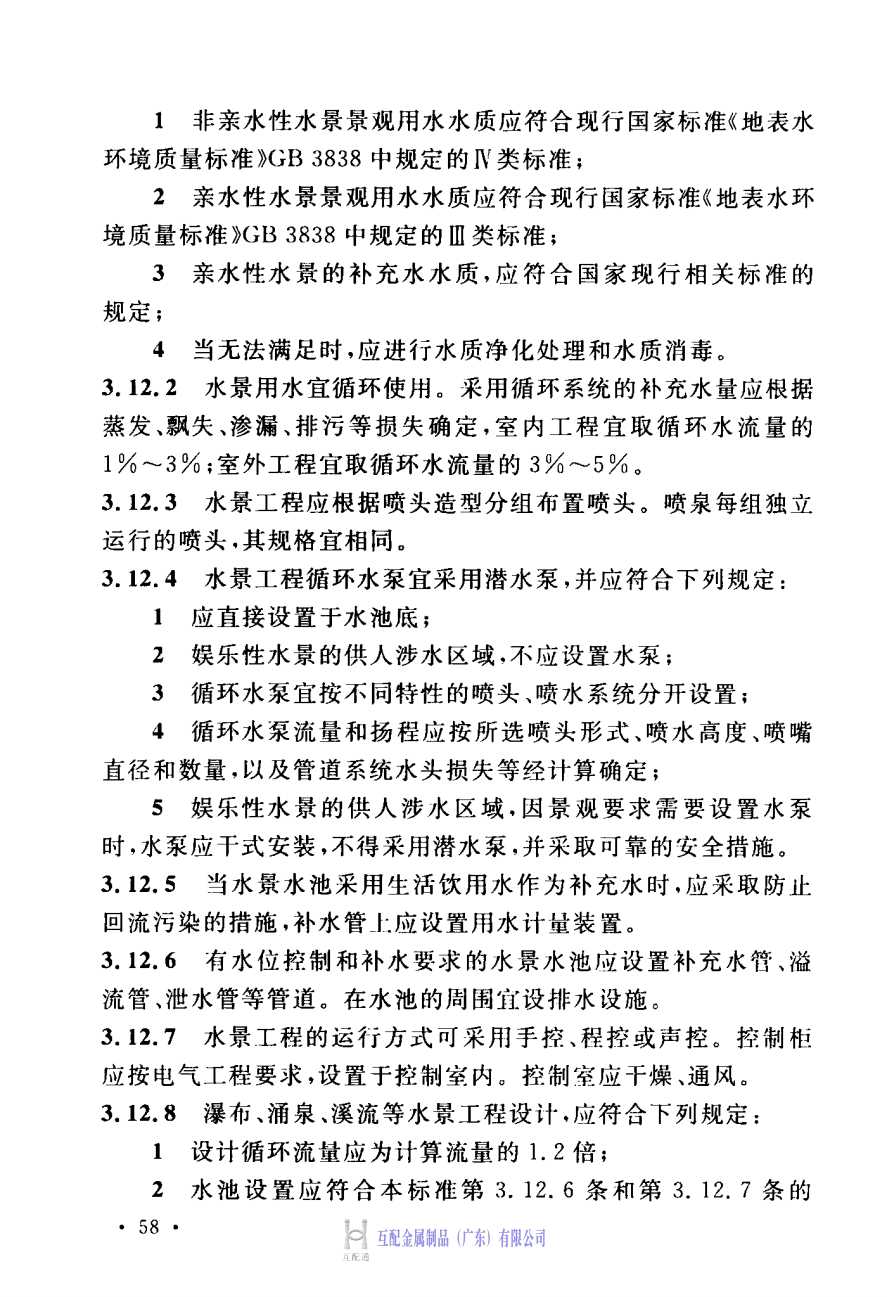 1 非亲水性水景景观用水水质应符合现行国家标准《地表水
环境质量标准》GB 3838 中规定的Ⅳ类标准；
2 亲水性水景景观用水水质应符合现行国家标准《地表水环
境质量标准》GB 3838 中规定的Ⅲ类标准；
3 亲水性水景的补充水水质，应符合国家现行相关标准的
规定；
4 当无法满足时，应进行水质净化处理和水质消毒。
3.12.2 水景用水宜循环使用。采用循环系统的补充水量应根据
蒸发、飘失、渗漏、排污等损失确定，室内工程宜取循环水流量的
1％～3％；室外工程宜取循环水流量的 3％～5％。
3.12.3 水景工程应根据喷头造型分组布置喷头。喷泉每组独立
运行的喷头，其规格宜相同。
3.12.4 水景工程循环水泵宜采用潜水泵，并应符合下列规定：
1 应直接设置于水池底；
2 娱乐性水景的供人涉水区域，不应设置水泵；
3 循环水泵宜按不同特性的喷头、喷水系统分开设置；
4 循环水泵流量和扬程应按所选喷头形式、喷水高度、喷嘴
直径和数量，以及管道系统水头损失等经计算确定；
5 娱乐性水景的供人涉水区域，因景观要求需要设置水泵
时，水泵应干式安装，不得采用潜水泵，并采取可靠的安全措施。
3.12.5 当水景水池采用生活饮用水作为补充水时，应采取防止
回流污染的措施，补水管上应设置用水计量装置。
3.12.6 有水位控制和补水要求的水景水池应设置补充水管、溢
流管、泄水管等管道。在水池的周围宜设排水设施。
3.12.7 水景工程的运行方式可采用手控、程控或声控。控制柜
应按电气工程要求，设置于控制室内。控制室应干燥、通风。
3.12.8 瀑布、涌泉、溪流等水景工程设计，应符合下列规定：
1 设计循环流量应为计算流量的 1.2 倍；
2 水池设置应符合本标准第 3.12.6 条和第 3.12.7 条的
• 58 •
互配金属制品（广东）有限公司
互配通